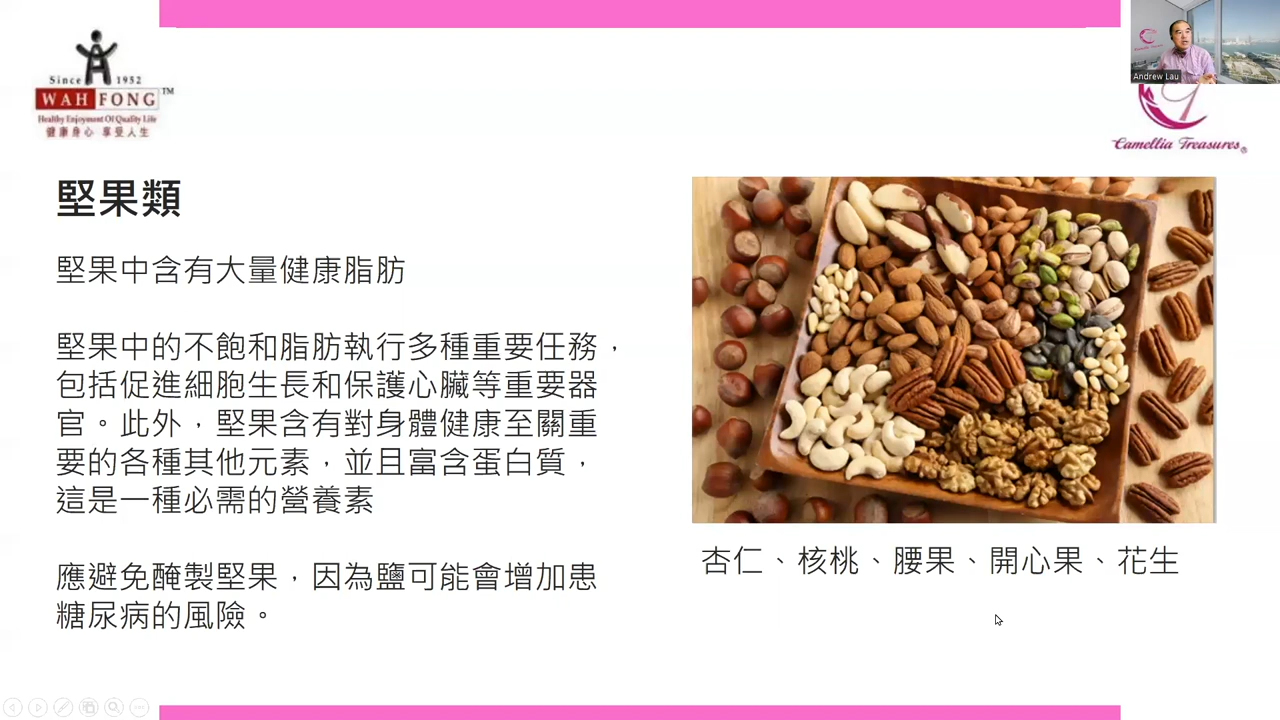 Since 1952
WAH FONG TM
Healthy Enjoyment Of Quality Life
健康身心 享受人生
Andrew Lau
Camellia Treasures®
堅果類
堅果中含有大量健康脂肪
堅果中的不飽和脂肪執行多種重要任務，
包括促進細胞生長和保護心臟等重要器
官。此外，堅果含有對身體健康至關重
要的各種其他元素，並且富含蛋白質，
這是一種必需的營養素
應避免醃製堅果，因為鹽可能會增加患
糖尿病的風險。
杏仁、核桃、腰果、開心果、花生